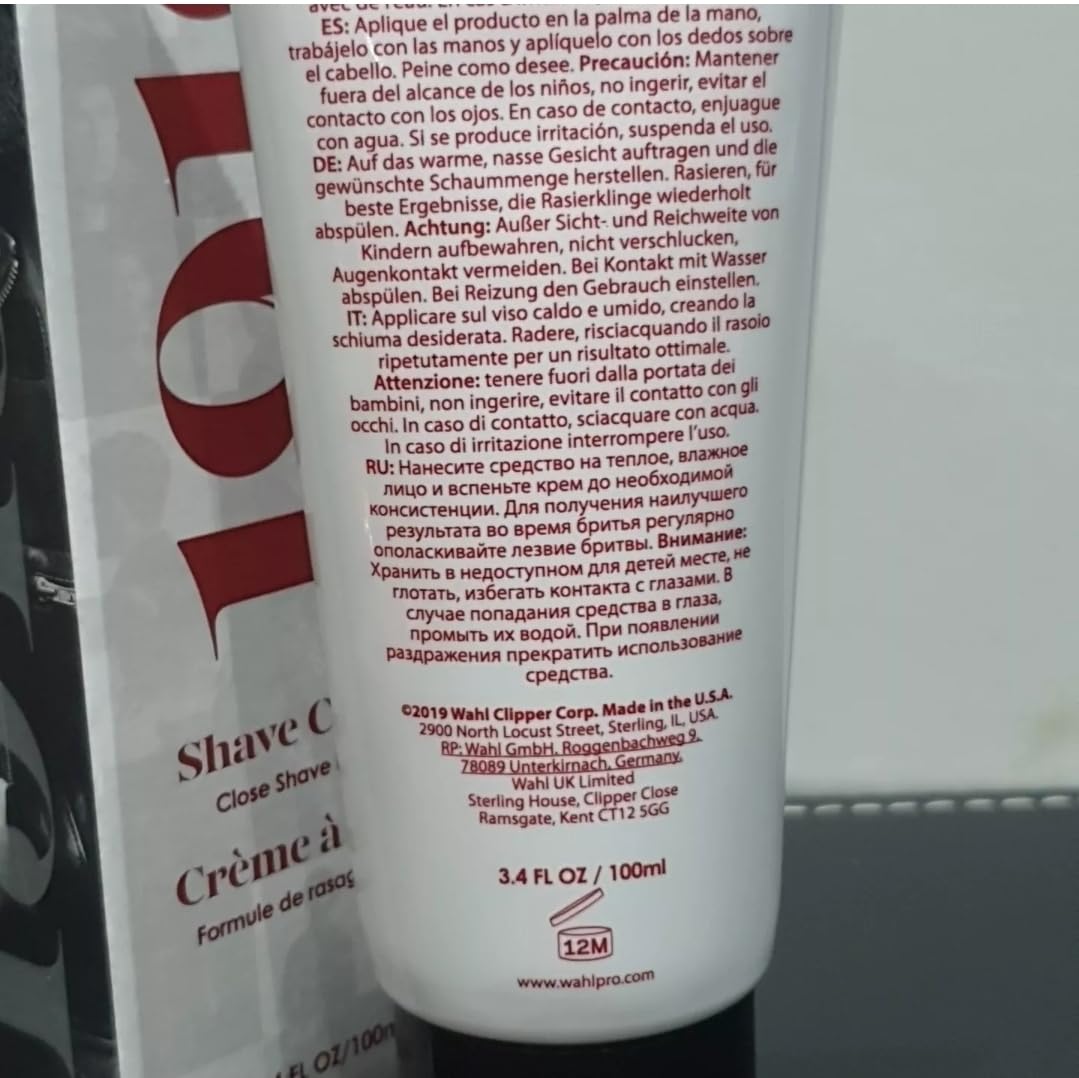 ES: Aplique el producto en la palma de la mano,
trabájelo con las manos y aplíquelo con los dedos sobre
el cabello. Peine como desee. Precaución: Mantener
fuera del alcance de los niños, no ingerir, evitar el
contacto con los ojos. En caso de contacto, enjuague
con agua. Si se produce irritación, suspenda el uso.
DE: Auf das warme, nasse Gesicht auftragen und die
gewünschte Schaummenge herstellen. Rasieren, für
beste Ergebnisse, die Rasierklinge wiederholt
abspülen. Achtung: Außer Sicht- und Reichweite von
Kindern aufbewahren, nicht verschlucken,
Augenkontakt vermeiden. Bei Kontakt mit Wasser
abspülen. Bei Reizung den Gebrauch einstellen.
IT: Applicare sul viso caldo e umido, creando la
schiuma desiderata. Radere, risciacquando il rasoio
ripetutamente per un risultato ottimale.
Attenzione: tenere fuori dalla portata dei
bambini, non ingerire, evitare il contatto con gli
occhi. In caso di contatto, sciacquare con acqua.
In caso di irritazione interrompere l'uso.
RU: Нанесите средство на теплое, влажное
лицо и вспеньте крем до необходимой
консистенции. Для получения наилучшего
результата во время бритья регулярно
ополаскивайте лезвие бритвы. Внимание:
Хранить в недоступном для детей месте, не
глотать, избегать контакта с глазами. В
случае попадания средства в глаза,
промыть их водой. При появлении
раздражения прекратить использование
средства.
©2019 Wahl Clipper Corp. Made in the U.S.A.
2900 North Locust Street, Sterling, IL, USA.
RP: Wahl GmbH, Roggenbachweg 9,
78089 Unterkirnach, Germany,
Wahl UK Limited
Sterling House, Clipper Close
Ramsgate, Kent CT12 5GG
3.4 FL OZ / 100ml
12M
www.wahlpro.com
Shave C
Close Shave
Crème à
Formule de rasag
FL OZ/100m